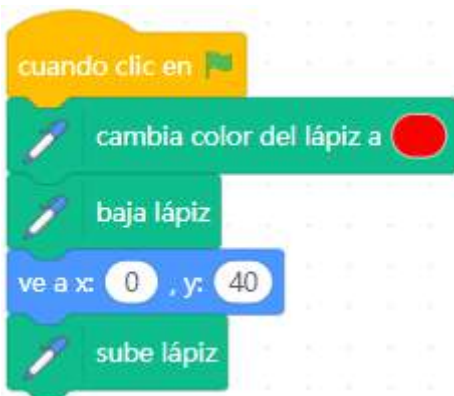 cuando clic en
cambia color del lápiz a
baja lápiz
ve a x: 0 , y: 40
sube lápiz